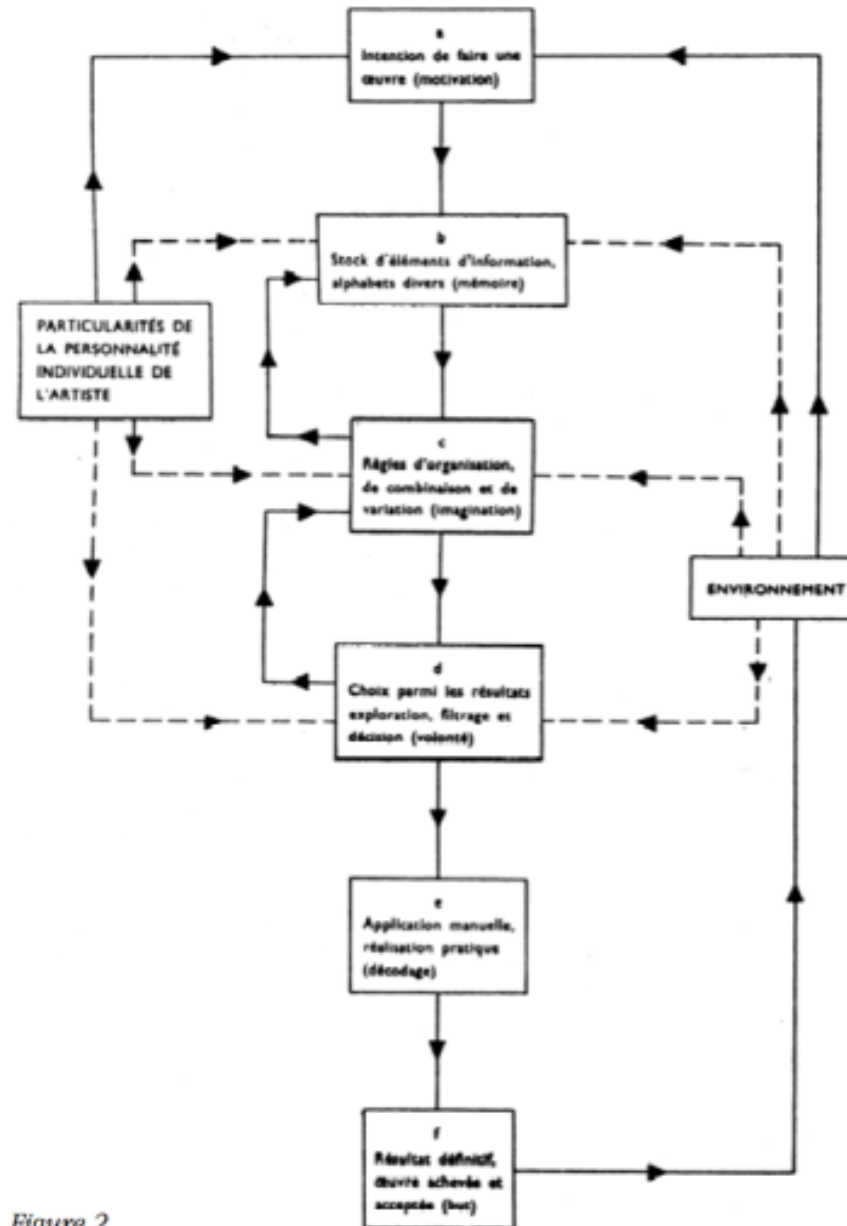 a
Intention de faire une
œuvre (motivation)
b
Stock d'éléments d'information,
alphabets divers (mémoire)
PARTICULARITÉS DE
LA PERSONNALITÉ
INDIVIDUELLE DE
L'ARTISTE
c
Règles d'organisation,
de combinaison et de
variation (imagination)
ENVIRONNEMENT
d
Choix parmi les résultats
exploration, filtrage et
décision (volonté)
e
Application manuelle,
réalisation pratique
(décodage)
f
Résultat définitif,
œuvre achevée et
acceptée (but)
Figure 2